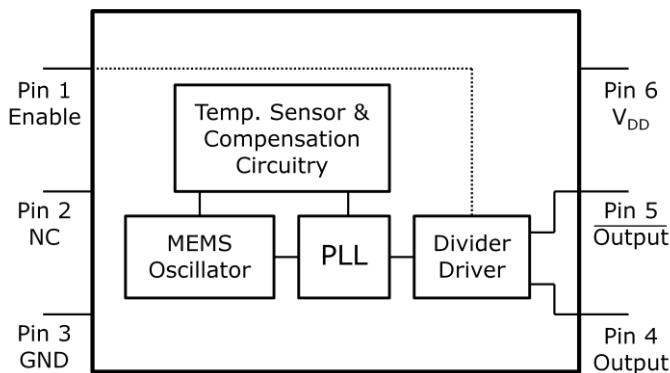 Pin 1
Enable
Temp. Sensor &
Compensation
Circuitry
Pin 6
VDD
Pin 2
NC
MEMS
Oscillator
PLL
Divider
Driver
Pin 5
Output
Pin 3
GND
Pin 4
Output